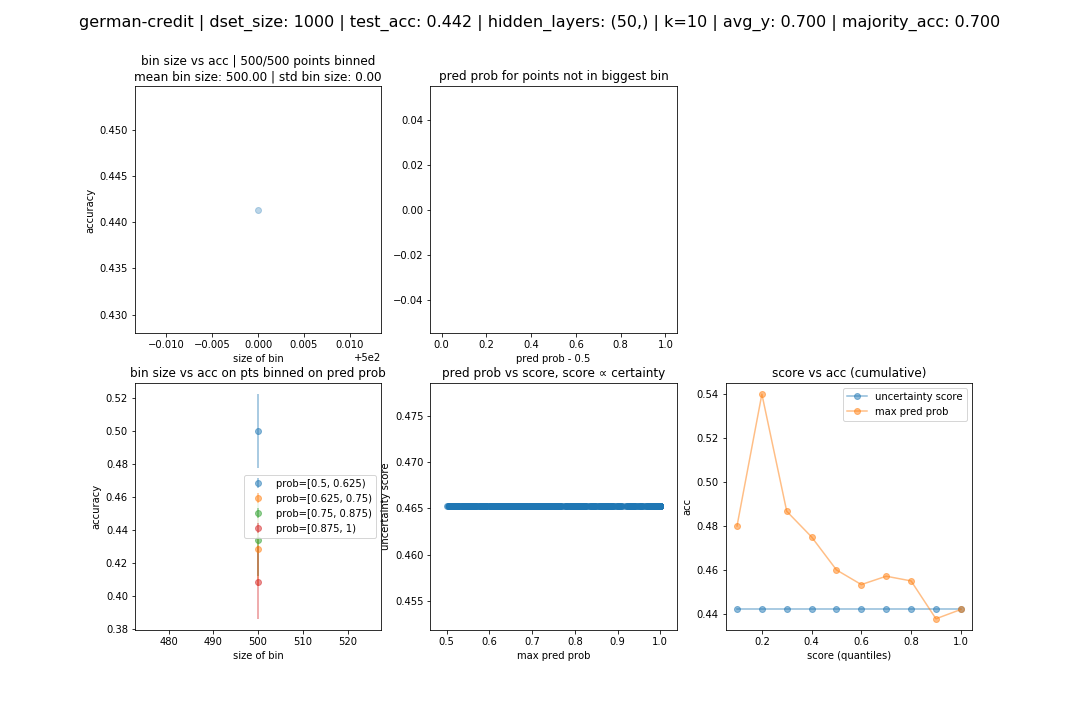 german-credit | dset_size: 1000 | test_acc: 0.442 | hidden_layers: (50,) | k=10 | avg_y: 0.700 | majority_acc: 0.700
bin size vs acc | 500/500 points binned
mean bin size: 500.00 | std bin size: 0.00
0.450
0.445
0.440
0.435
0.430
accuracy
−0.010 −0.005 0.000 0.005 0.010
+5e2
size of bin
pred prob for points not in biggest bin
0.04
0.02
0.00
−0.02
−0.04
0.0 0.2 0.4 0.6 0.8 1.0
pred prob - 0.5
bin size vs acc on pts binned on pred prob
0.52
0.50
0.48
0.46
0.44
0.42
0.40
0.38
accuracy
prob=[0.5, 0.625)
prob=[0.625, 0.75)
prob=[0.75, 0.875)
prob=[0.875, 1)
480 490 500 510 520
size of bin
pred prob vs score, score ∝ certainty
0.475
0.470
0.465
0.460
0.455
uncertainty score
0.5 0.6 0.7 0.8 0.9 1.0
max pred prob
score vs acc (cumulative)
0.54
0.52
0.50
0.48
0.46
0.44
acc
uncertainty score
max pred prob
0.2 0.4 0.6 0.8 1.0
score (quantiles)